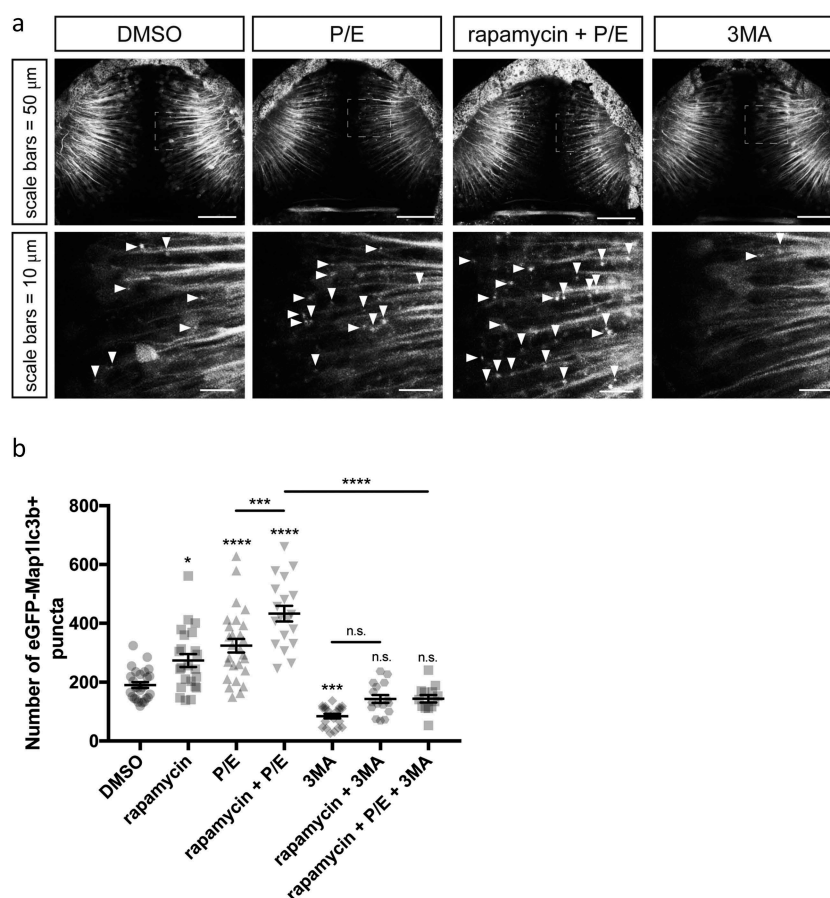 a
DMSO
P/E
rapamycin + P/E
3MA
scale bars = 50 μm
scale bars = 10 μm
b
Number of eGFP-Map1lc3b+
puncta
800
600
400
200
0
*
****
***
****
****
***
n.s.
n.s.
n.s.
DMSO
rapamycin
P/E
rapamycin + P/E
3MA
rapamycin + 3MA
rapamycin + P/E + 3MA